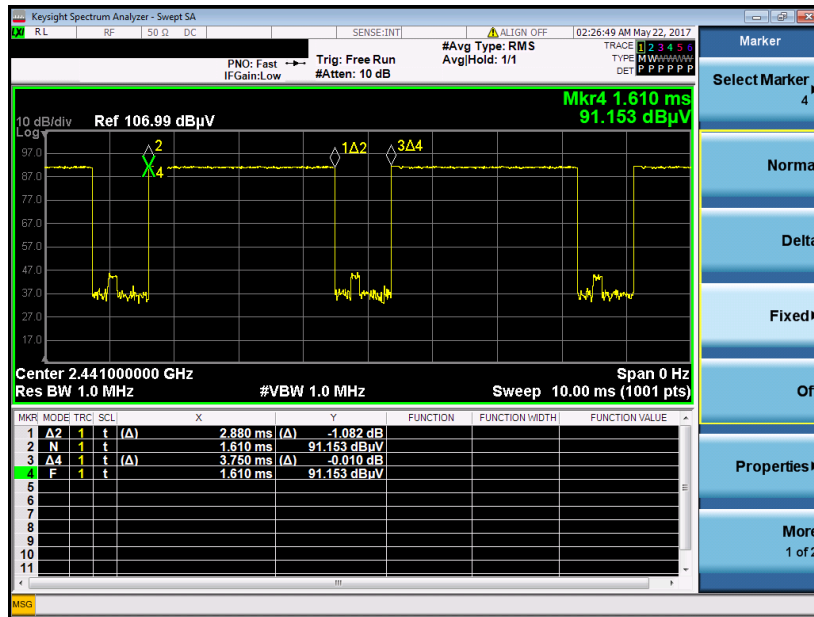 Keysight Spectrum Analyzer - Swept SA
RL RF 50 Ω DC SENSE:INT ALIGN OFF 02:26:49 AM May 22, 2017
PNO: Fast
IFGain:Low
Trig: Free Run
#Atten: 10 dB
#Avg Type: RMS
Avg|Hold: 1/1
TRACE 1 2 3 4 5 6
TYPE MWWWWW
DET P P P P P P
Mkr4 1.610 ms
91.153 dBµV
10 dB/div Ref 106.99 dBµV
Log
97.0
87.0
77.0
67.0
57.0
47.0
37.0
27.0
17.0
2
4
1Δ2
3Δ4
Center 2.441000000 GHz Span 0 Hz
Res BW 1.0 MHz #VBW 1.0 MHz Sweep 10.00 ms (1001 pts)
MKR MODE TRC SCL X Y FUNCTION FUNCTION WIDTH FUNCTION VALUE
1 Δ2 1 t (Δ) 2.880 ms (Δ) -1.082 dB
2 N 1 t 1.610 ms 91.153 dBµV
3 Δ4 1 t (Δ) 3.750 ms (Δ) -0.010 dB
4 F 1 t 1.610 ms 91.153 dBµV
5
6
7
8
9
10
11
MSG
Marker
Select Marker
4
Norma
Delta
Fixed
Of
Properties
More
1 of 2